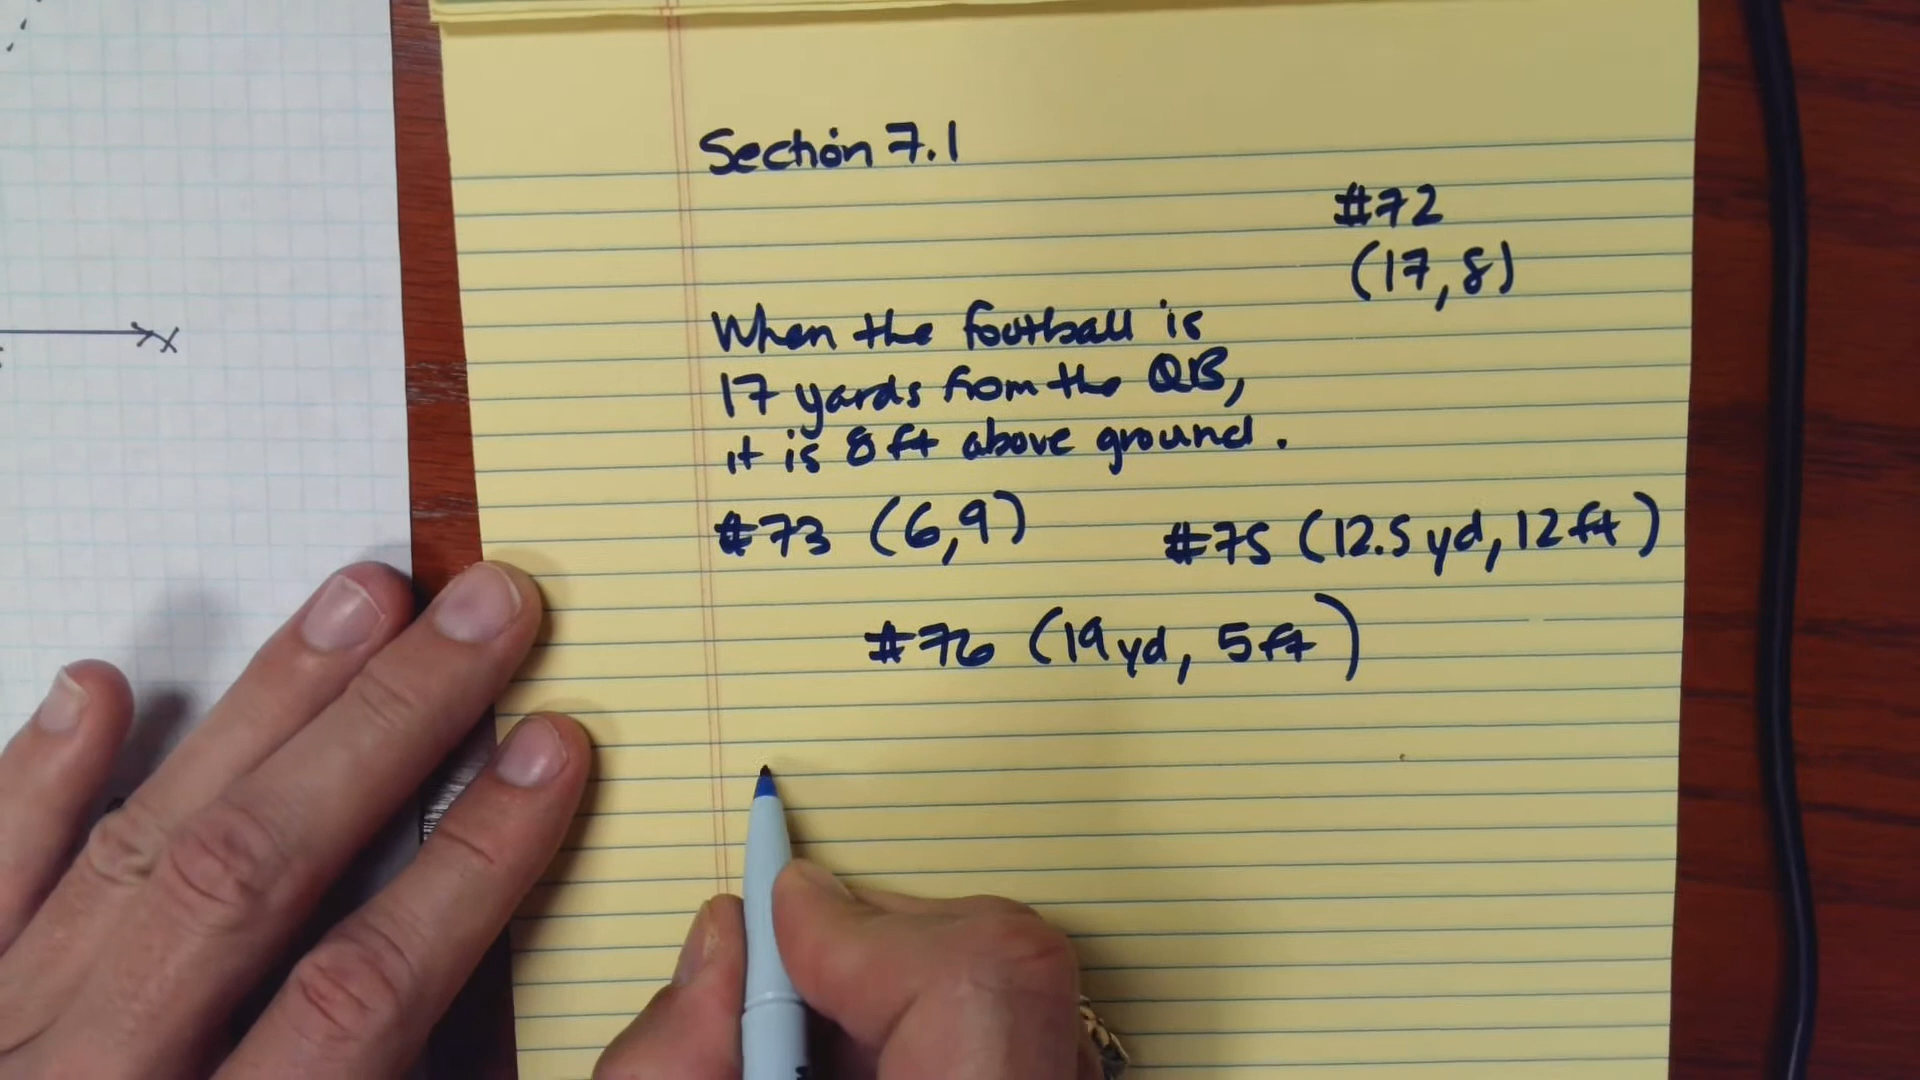 Section 7.1
#72
(17,8)
When the football is
17 yards from the QB,
it is 8 ft above ground.
#73 (6,9) #75 (12.5 yd, 12 ft)
#76 (19 yd, 5 ft)
x